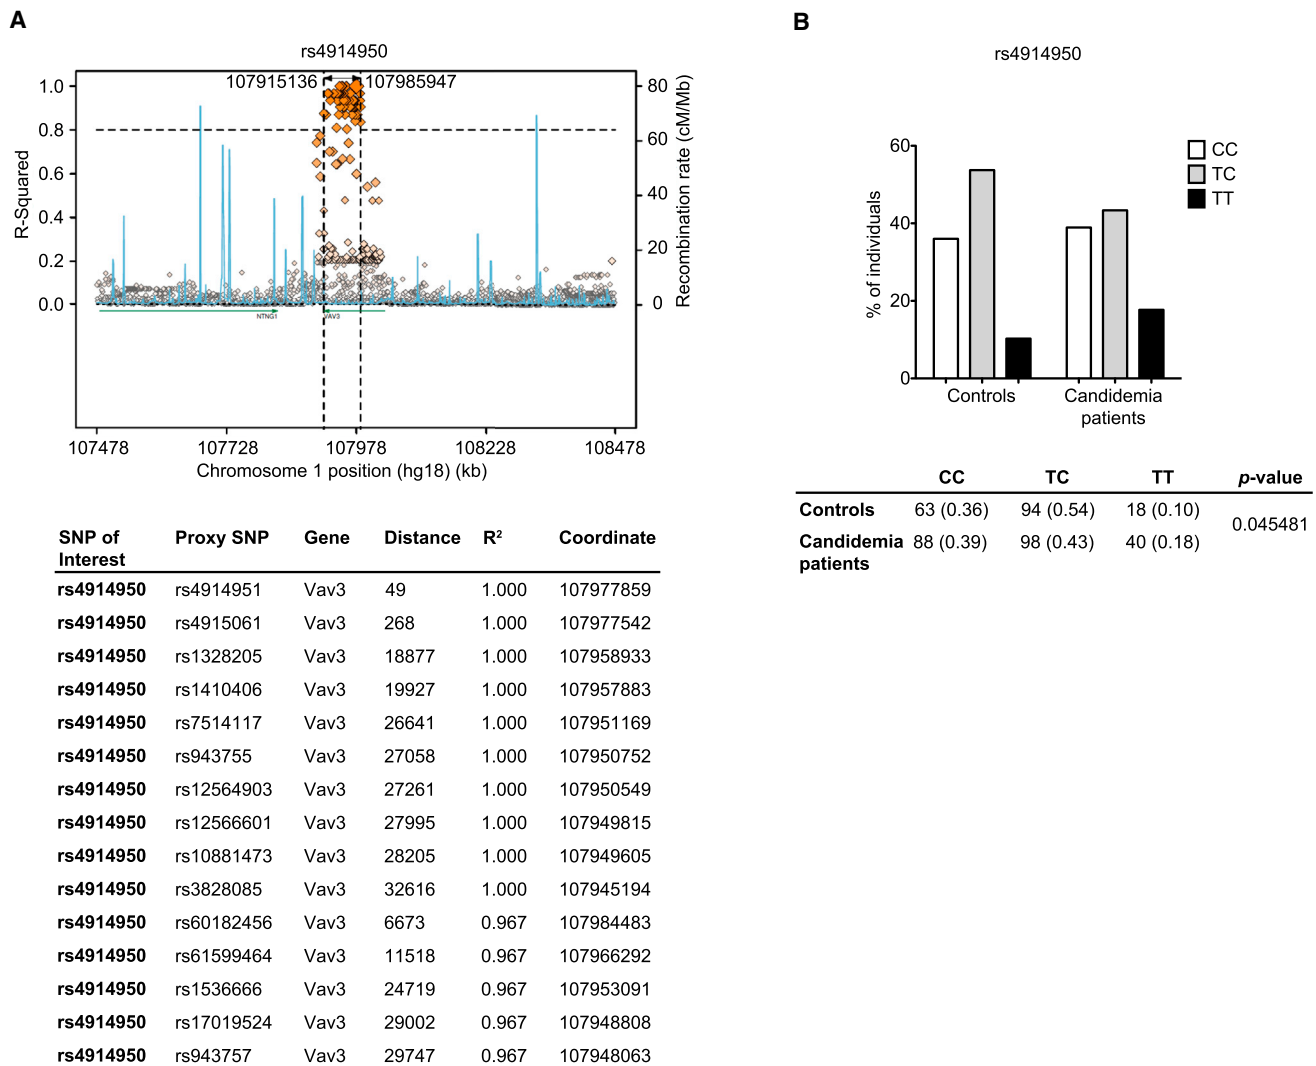 A
rs4914950
107915136 107985947
1.0
0.8
0.6
0.4
0.2
0.0
R-Squared
80
60
40
20
0
Recombination rate (cM/Mb)
NTNG1 VAV3
107478 107728 107978 108228 108478
Chromosome 1 position (hg18) (kb)
SNP of Interest Proxy SNP Gene Distance R² Coordinate
rs4914950 rs4914951 Vav3 49 1.000 107977859
rs4914950 rs4915061 Vav3 268 1.000 107977542
rs4914950 rs1328205 Vav3 18877 1.000 107958933
rs4914950 rs1410406 Vav3 19927 1.000 107957883
rs4914950 rs7514117 Vav3 26641 1.000 107951169
rs4914950 rs943755 Vav3 27058 1.000 107950752
rs4914950 rs12564903 Vav3 27261 1.000 107950549
rs4914950 rs12566601 Vav3 27995 1.000 107949815
rs4914950 rs10881473 Vav3 28205 1.000 107949605
rs4914950 rs3828085 Vav3 32616 1.000 107945194
rs4914950 rs60182456 Vav3 6673 0.967 107984483
rs4914950 rs61599464 Vav3 11518 0.967 107966292
rs4914950 rs1536666 Vav3 24719 0.967 107953091
rs4914950 rs17019524 Vav3 29002 0.967 107948808
rs4914950 rs943757 Vav3 29747 0.967 107948063
B
rs4914950
60
40
20
0
% of individuals
CC
TC
TT
Controls Candidemia
patients
CC TC TT p-value
Controls 63 (0.36) 94 (0.54) 18 (0.10)
0.045481
Candidemia 88 (0.39) 98 (0.43) 40 (0.18)
patients